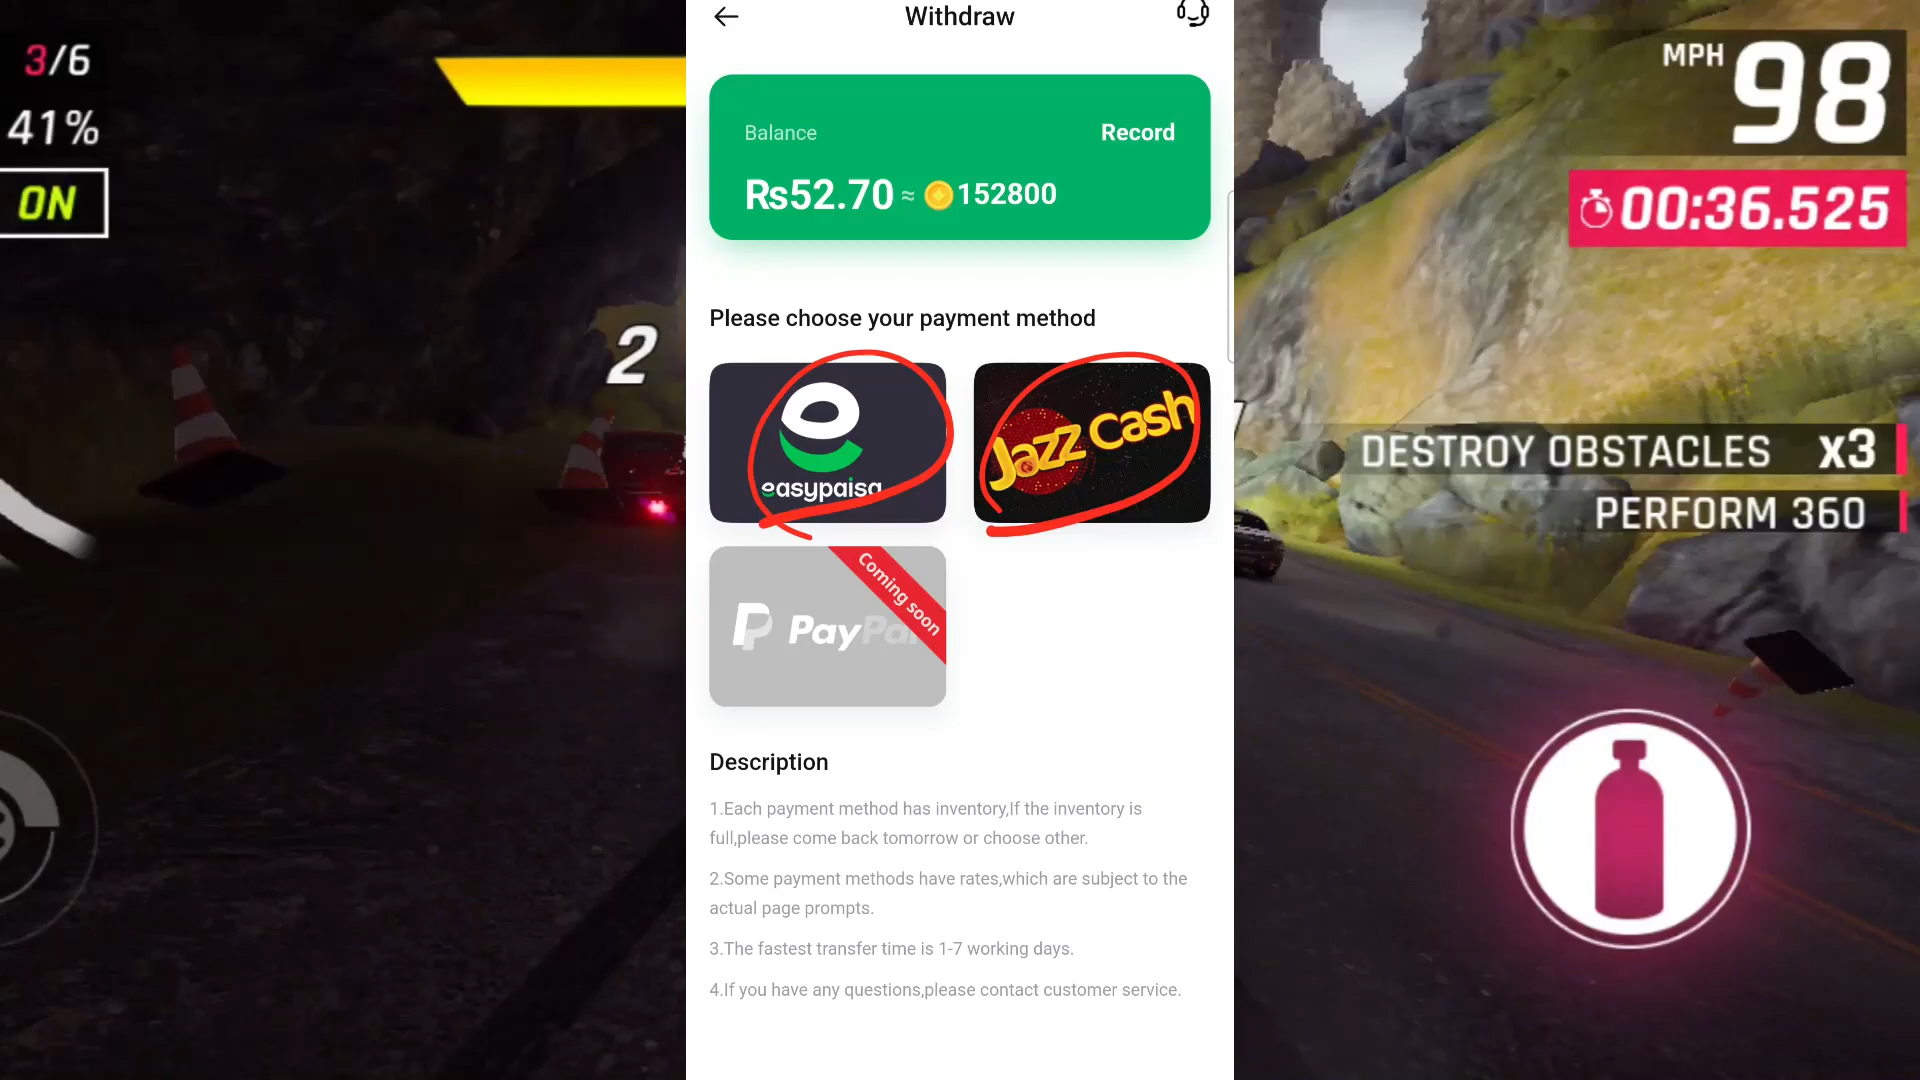 3/6
41%
ON
2
Withdraw
Balance
Record
Rs52.70 ≈ 152800
Please choose your payment method
easypaisa
Jazz Cash
PayPal
Coming soon
Description
1.Each payment method has inventory,If the inventory is
full,please come back tomorrow or choose other.
2.Some payment methods have rates,which are subject to the
actual page prompts.
3.The fastest transfer time is 1-7 working days.
4.If you have any questions,please contact customer service.
MPH 98
00:36.525
DESTROY OBSTACLES x3
PERFORM 360